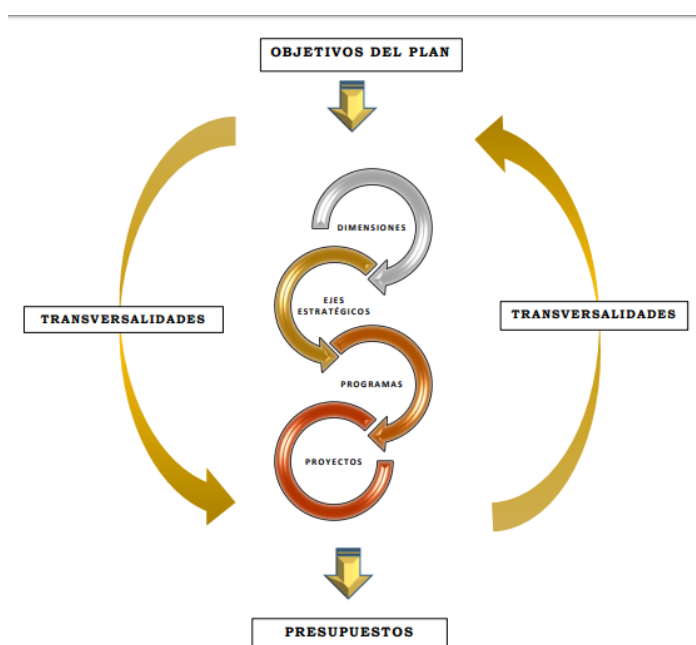 OBJETIVOS DEL PLAN
DIMENSIONES
EJES
ESTRATÉGICOS
TRANSVERSALIDADES
TRANSVERSALIDADES
PROGRAMAS
PROYECTOS
PRESUPUESTOS